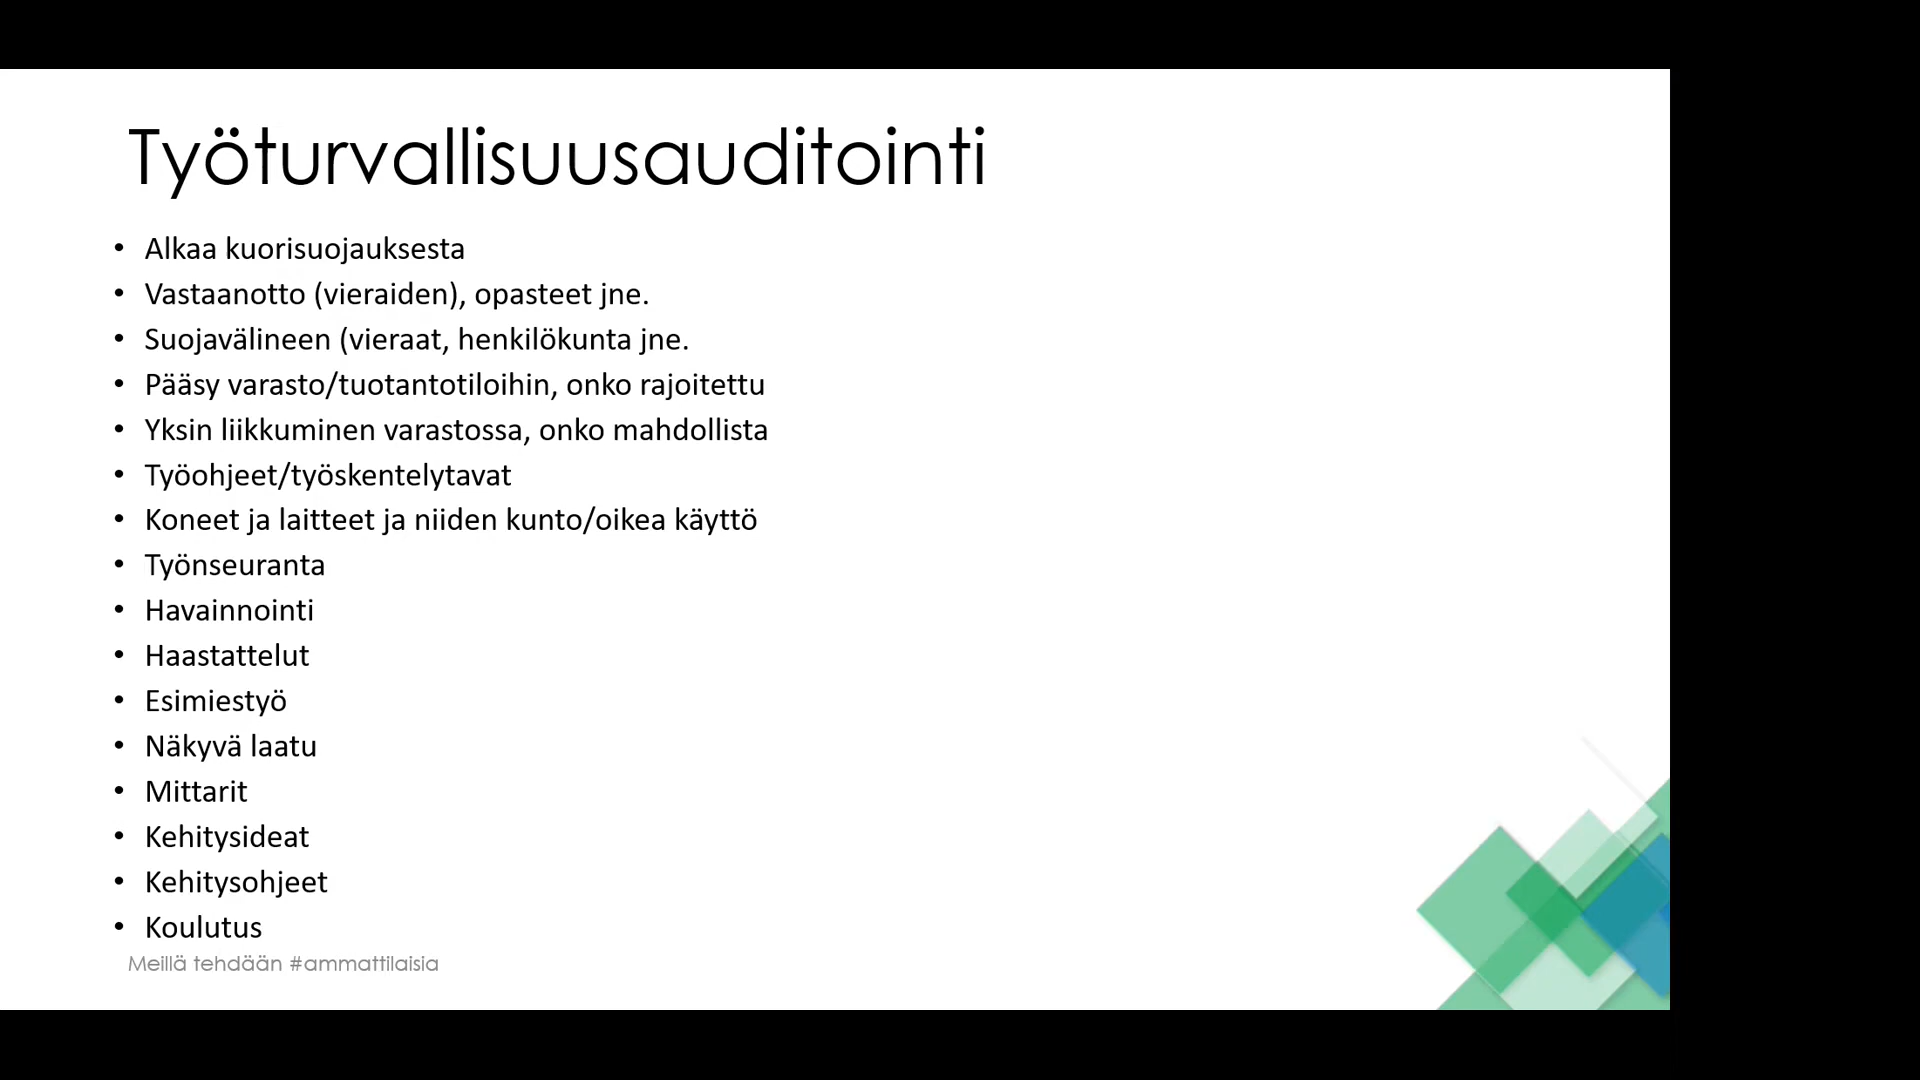 Työturvallisuusauditointi
• Alkaa kuorisuojauksesta
• Vastaanotto (vieraiden), opasteet jne.
• Suojavälineen (vieraat, henkilökunta jne.
• Pääsy varasto/tuotantotiloihin, onko rajoitettu
• Yksin liikkuminen varastossa, onko mahdollista
• Työohjeet/työskentelytavat
• Koneet ja laitteet ja niiden kunto/oikea käyttö
• Työnseuranta
• Havainnointi
• Haastattelut
• Esimiestyö
• Näkyvä laatu
• Mittarit
• Kehitysideat
• Kehitysohjeet
• Koulutus
Meillä tehdään #ammattilaisia